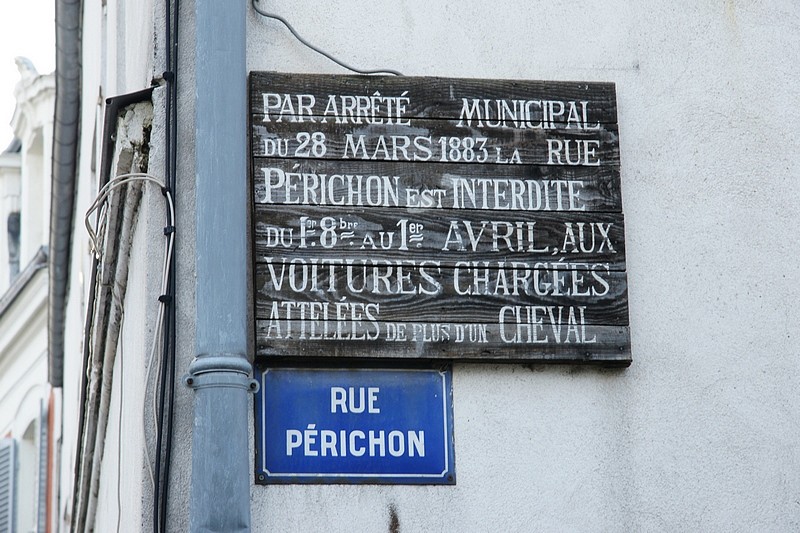 PAR ARRÊTÉ MUNICIPAL
DU 28 MARS 1883 LA RUE
PÉRICHON EST INTERDITE
DU 1er 8bre AU 1er AVRIL, AUX
VOITURES CHARGÉES
ATTELÉES DE PLUS D'UN CHEVAL
RUE
PÉRICHON